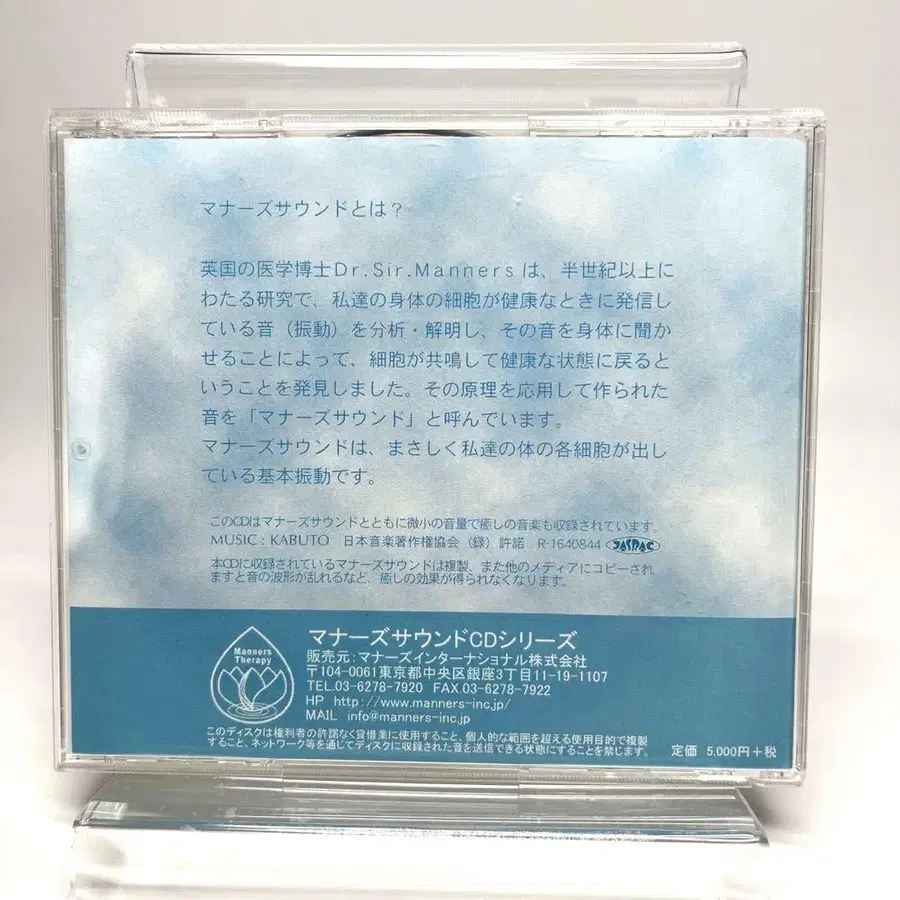 マナーズサウンドとは?
英国の医学博士Dr.Sir.Manners は、半世紀以上に
わたる研究で、私達の身体の細胞が健康なときに発信し
ている音(振動)を分析・解明し、その音を身体に聞か
せることによって、細胞が共鳴して健康な状態に戻ると
いうことを発見しました。その原理を応用して作られた
音を「マナーズサウンド」と呼んでいます。
マナーズサウンドは、まさしく私達の体の各細胞が出し
ている基本振動です。
このCDはマナーズサウンドとともに微小の音量で癒しの音楽も収録されています。
MUSIC : KABUTO 日本音楽著作権協会(録)許諾 R-1640844 JASRAC
本CDに収録されているマナーズサウンドは複製、また他のメディアにコピーされ
ますと音の波形が乱れるなど、癒しの効果が得られなくなります。
Manners
Therapy
マナーズサウンドCDシリーズ
販売元:マナーズインターナショナル株式会社
〒104-0061東京都中央区銀座3丁目11-19-1107
TEL.03-6278-7920 FAX.03-6278-7922
HP http://www.manners-inc.jp/
MAIL info@manners-inc.jp
このディスクは権利者の許諾なく賃借業に使用すること、個人的な範囲を超える使用目的で複製
すること、ネットワーク等を通じてディスクに収録された音を送信できる状態にすることを禁じます。
定価 5,000円+税